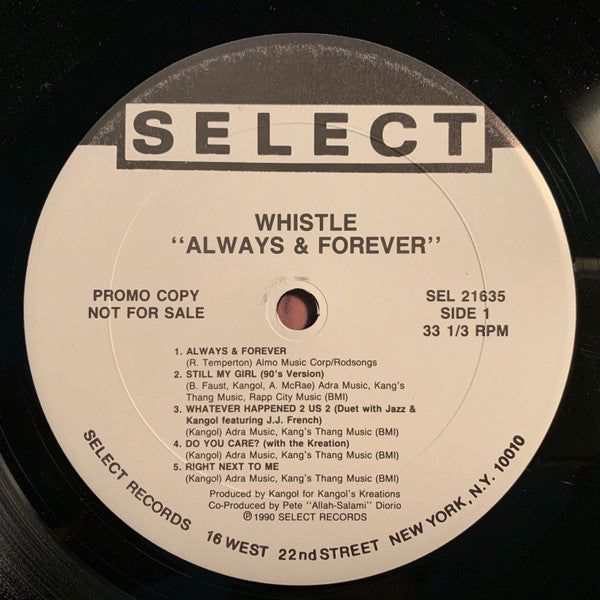 SELECT
WHISTLE
"ALWAYS & FOREVER"
PROMO COPY
NOT FOR SALE
SEL 21635
SIDE 1
33 1/3 RPM
1. ALWAYS & FOREVER
(R. Temperton) Almo Music Corp/Rodsongs
2. STILL MY GIRL (90's Version)
(B. Faust, Kangol, A. McRae) Adra Music, Kang's
Thang Music, Rapp City Music (BMI)
3. WHATEVER HAPPENED 2 US 2 (Duet with Jazz &
Kangol featuring J.J. French)
(Kangol) Adra Music, Kang's Thang Music (BMI)
4. DO YOU CARE? (with the Kreation)
(Kangol) Adra Music, Kang's Thang Music (BMI)
5. RIGHT NEXT TO ME
(Kangol) Adra Music, Kang's Thang Music (BMI)
Produced by Kangol for Kangol's Kreations
Co-Produced by Pete "Allah-Salami" Diorio
℗1990 SELECT RECORDS
SELECT RECORDS 16 WEST 22nd STREET NEW YORK, N.Y. 10010